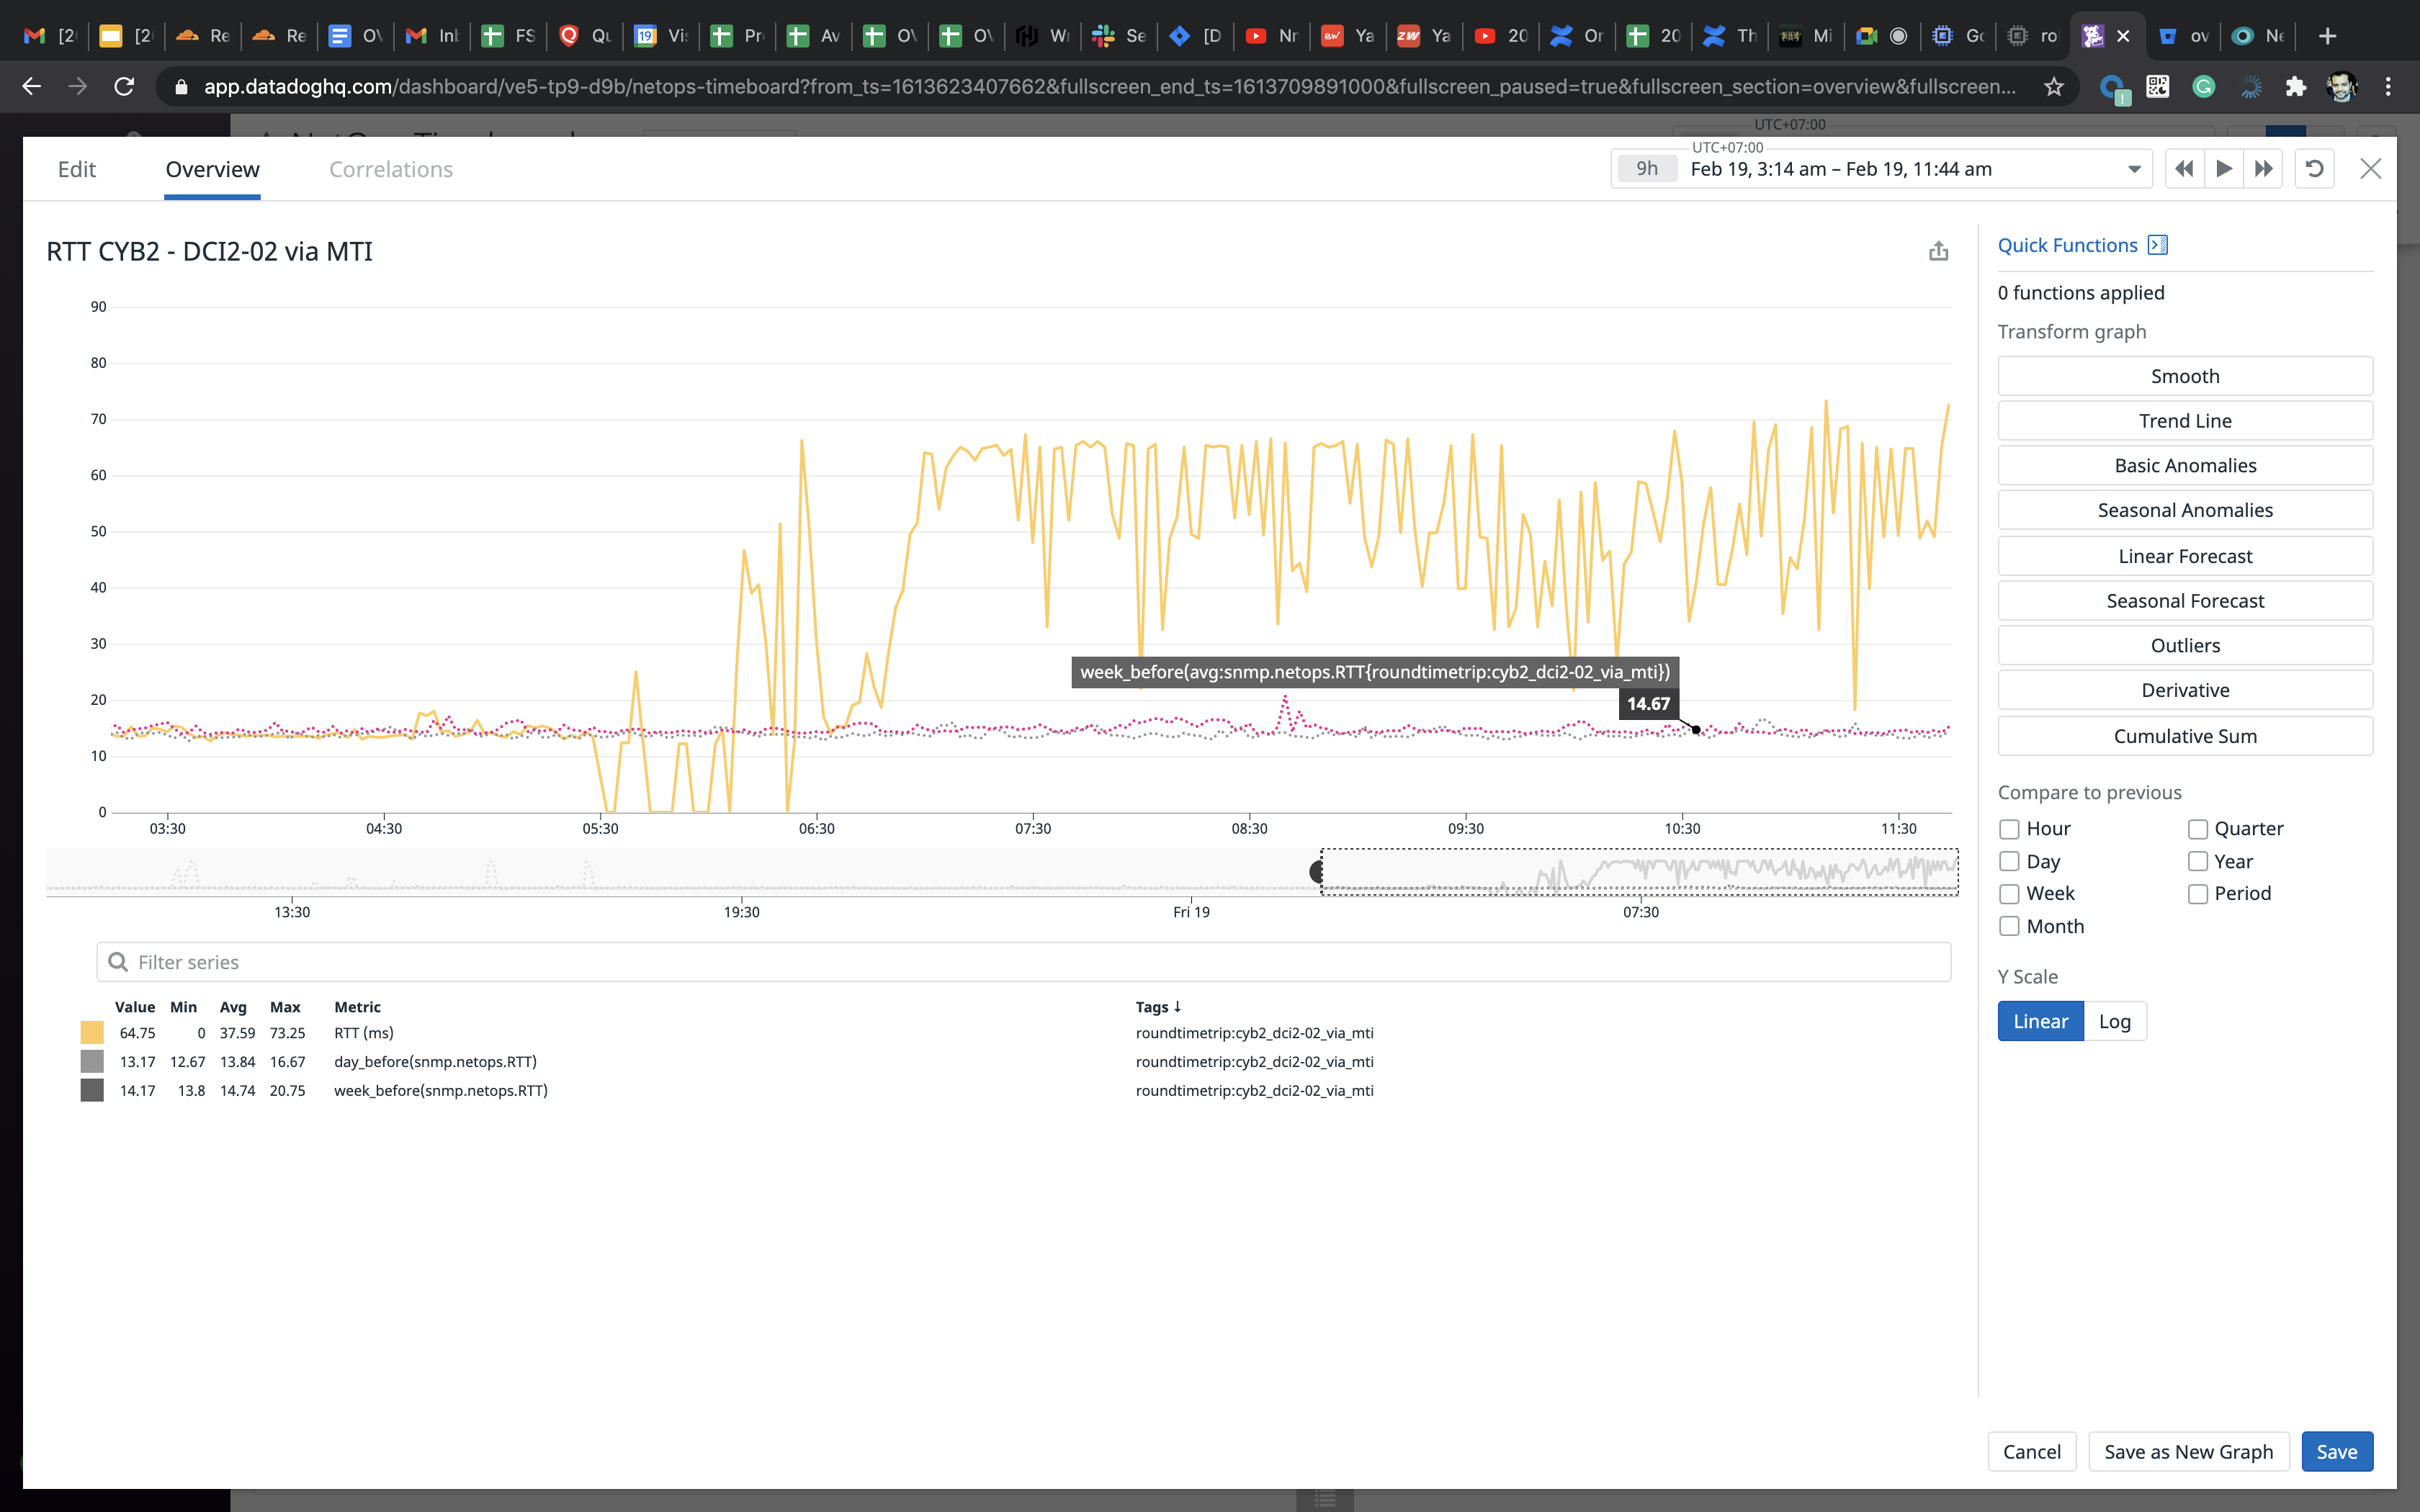 [2 [2 Re Re O\ In FS Qu 19 Vis Pr Av O\ O\ Wr Se [D Nr BW Ya ZW Ya 20 Or 20 Th Mi Go ro ov Ne
app.datadoghq.com/dashboard/ve5-tp9-d9b/netops-timeboard?from_ts=1613623407662&fullscreen_end_ts=1613709891000&fullscreen_paused=true&fullscreen_section=overview&fullscreen...
UTC+07:00
Edit Overview Correlations
UTC+07:00
9h Feb 19, 3:14 am – Feb 19, 11:44 am
RTT CYB2 - DCI2-02 via MTI
90
80
70
60
50
40
30
20
10
0
week_before(avg:snmp.netops.RTT{roundtimetrip:cyb2_dci2-02_via_mti})
14.67
03:30 04:30 05:30 06:30 07:30 08:30 09:30 10:30 11:30
13:30 19:30 Fri 19 07:30
Filter series
Value Min Avg Max Metric Tags ↓
64.75 0 37.59 73.25 RTT (ms) roundtimetrip:cyb2_dci2-02_via_mti
13.17 12.67 13.84 16.67 day_before(snmp.netops.RTT) roundtimetrip:cyb2_dci2-02_via_mti
14.17 13.8 14.74 20.75 week_before(snmp.netops.RTT) roundtimetrip:cyb2_dci2-02_via_mti
Quick Functions
0 functions applied
Transform graph
Smooth
Trend Line
Basic Anomalies
Seasonal Anomalies
Linear Forecast
Seasonal Forecast
Outliers
Derivative
Cumulative Sum
Compare to previous
Hour Quarter
Day Year
Week Period
Month
Y Scale
Linear Log
Cancel Save as New Graph Save